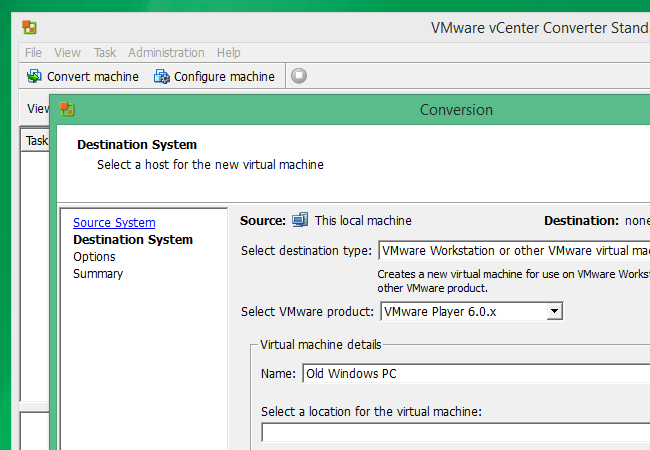 VMware vCenter Converter Standa
File View Task Administration Help
Convert machine Configure machine
View
Task
Conversion
Destination System
Select a host for the new virtual machine
Source System
Destination System
Options
Summary
Source: This local machine Destination: none
Select destination type: VMware Workstation or other VMware virtual mac
Creates a new virtual machine for use on VMware Works
other VMware product.
Select VMware product: VMware Player 6.0.x
Virtual machine details
Name: Old Windows PC
Select a location for the virtual machine: